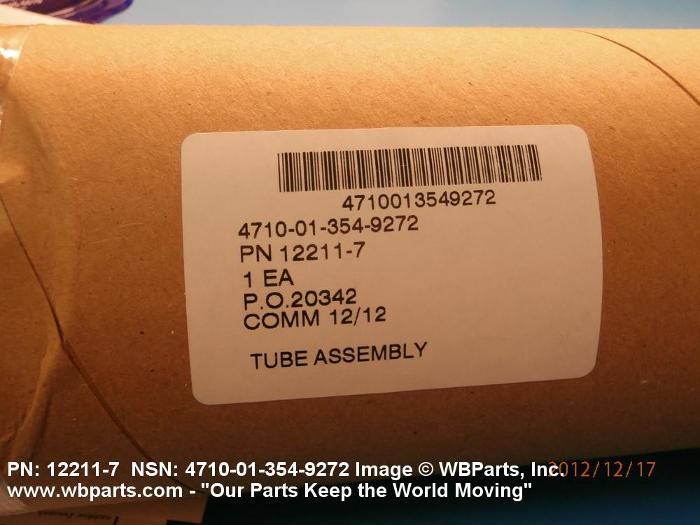 4710013549272
4710-01-354-9272
PN 12211-7
1 EA
P.O.20342
COMM 12/12
TUBE ASSEMBLY
PN: 12211-7 NSN: 4710-01-354-9272 Image © WBParts, Inc. 2012/12/17
www.wbparts.com - "Our Parts Keep the World Moving"